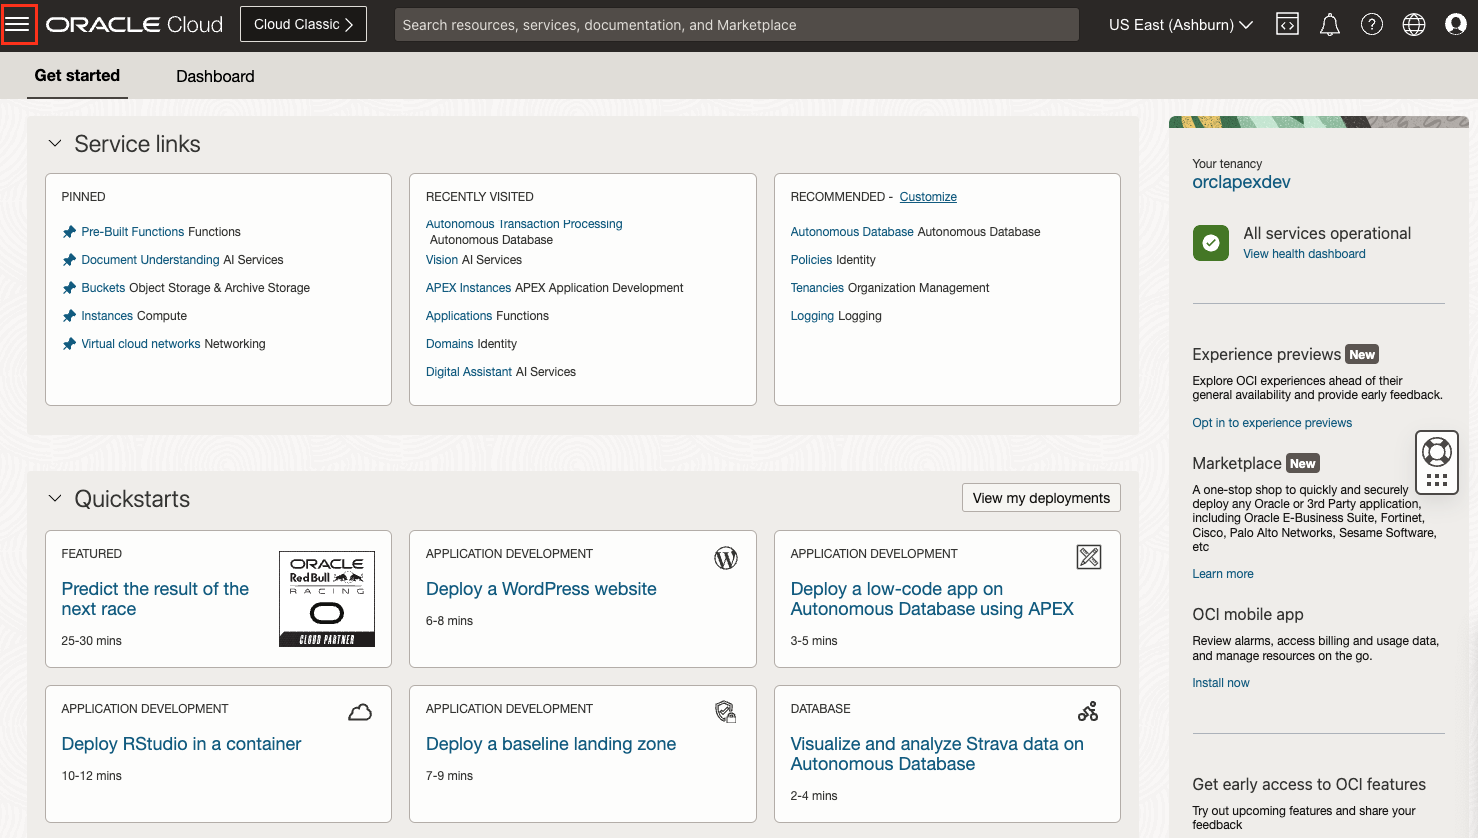 ORACLE Cloud
Cloud Classic
Search resources, services, documentation, and Marketplace
US East (Ashburn)
Get started
Dashboard
Service links
PINNED
Pre-Built Functions Functions
Document Understanding AI Services
Buckets Object Storage & Archive Storage
Instances Compute
Virtual cloud networks Networking
RECENTLY VISITED
Autonomous Transaction Processing
Autonomous Database
Vision AI Services
APEX Instances APEX Application Development
Applications Functions
Domains Identity
Digital Assistant AI Services
RECOMMENDED - Customize
Autonomous Database Autonomous Database
Policies Identity
Tenancies Organization Management
Logging Logging
Quickstarts
View my deployments
FEATURED
Predict the result of the
next race
25-30 mins
ORACLE
Red Bull
RACING
CLOUD PARTNER
APPLICATION DEVELOPMENT
Deploy a WordPress website
6-8 mins
APPLICATION DEVELOPMENT
Deploy a low-code app on
Autonomous Database using APEX
3-5 mins
APPLICATION DEVELOPMENT
Deploy RStudio in a container
10-12 mins
APPLICATION DEVELOPMENT
Deploy a baseline landing zone
7-9 mins
DATABASE
Visualize and analyze Strava data on
Autonomous Database
2-4 mins
Your tenancy
orclapexdev
All services operational
View health dashboard
Experience previews New
Explore OCI experiences ahead of their
general availability and provide early feedback.
Opt in to experience previews
Marketplace New
A one-stop shop to quickly and securely
deploy any Oracle or 3rd Party application,
including Oracle E-Business Suite, Fortinet,
Cisco, Palo Alto Networks, Sesame Software,
etc
Learn more
OCI mobile app
Review alarms, access billing and usage data,
and manage resources on the go.
Install now
Get early access to OCI features
Try out upcoming features and share your
feedback